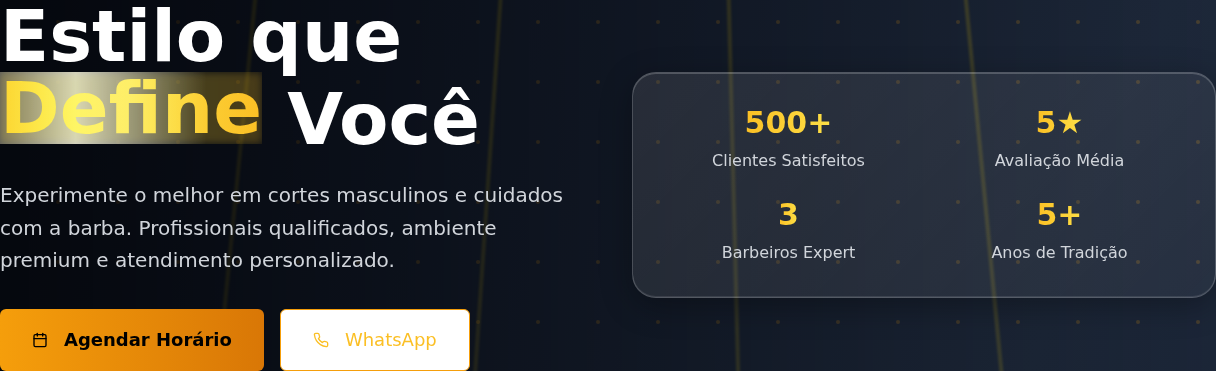 Estilo que
Define Você
Experimente o melhor em cortes masculinos e cuidados
com a barba. Profissionais qualificados, ambiente
premium e atendimento personalizado.
Agendar Horário
WhatsApp
500+
Clientes Satisfeitos
5★
Avaliação Média
3
Barbeiros Expert
5+
Anos de Tradição